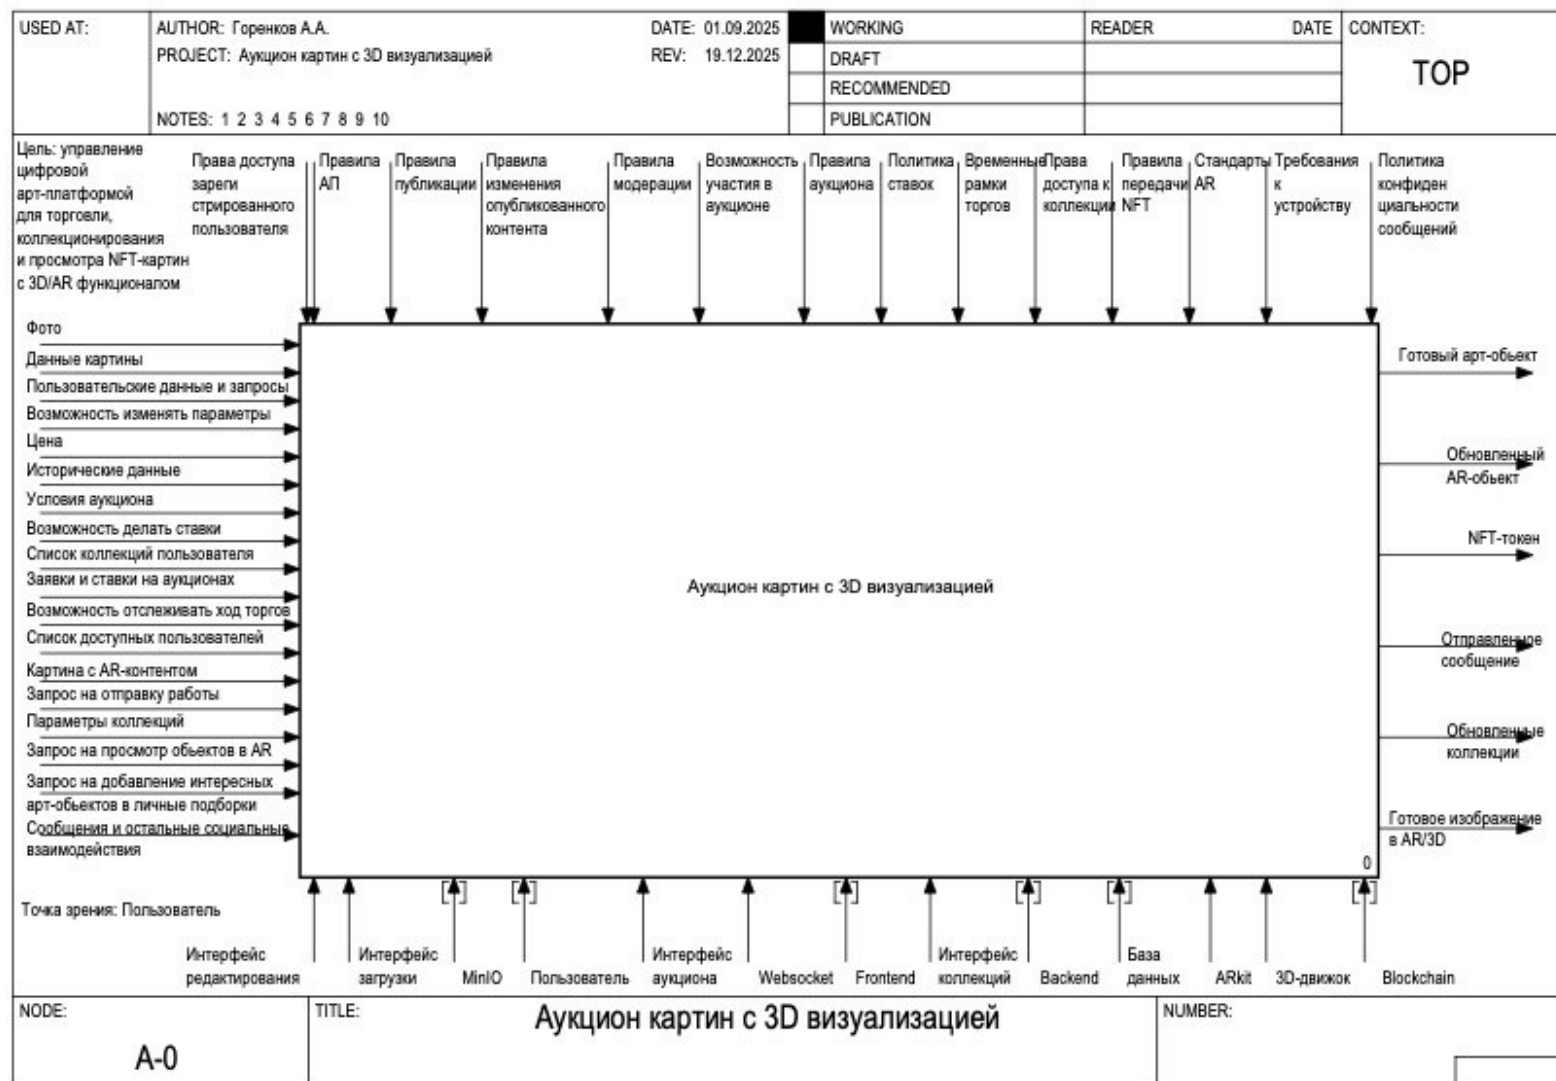 USED AT:
AUTHOR: Горенков А.А.
DATE: 01.09.2025
WORKING
READER
DATE
CONTEXT:
PROJECT: Аукцион картин с 3D визуализацией
REV: 19.12.2025
DRAFT
TOP
RECOMMENDED
NOTES: 1 2 3 4 5 6 7 8 9 10
PUBLICATION
Цель: управление
цифровой
арт-платформой
для торговли,
коллекционирования
и просмотра NFT-картин
с 3D/AR функционалом
Права доступа
зареги
стрированного
пользователя
Правила
АП
Правила
публикации
Правила
изменения
опубликованного
контента
Правила
модерации
Возможность
участия в
аукционе
Правила
аукциона
Политика
ставок
Временные
рамки
торгов
Права
доступа к
коллекции
Правила
передачи
NFT
Стандарты
AR
Требования
к
устройству
Политика
конфиден
циальности
сообщений
Фото
Данные картины
Пользовательские данные и запросы
Возможность изменять параметры
Цена
Исторические данные
Условия аукциона
Возможность делать ставки
Список коллекций пользователя
Заявки и ставки на аукционах
Возможность отслеживать ход торгов
Список доступных пользователей
Картина с AR-контентом
Запрос на отправку работы
Параметры коллекций
Запрос на просмотр обьектов в AR
Запрос на добавление интересных
арт-обьектов в личные подборки
Сообщения и остальные социальные
взаимодействия
Аукцион картин с 3D визуализацией
0
Готовый арт-обьект
Обновленный
AR-обьект
NFT-токен
Отправленное
сообщение
Обновленные
коллекции
Готовое изображение
в AR/3D
Точка зрения: Пользователь
Интерфейс
редактирования
Интерфейс
загрузки
MinIO
Пользователь
Интерфейс
аукциона
Websocket
Frontend
Интерфейс
коллекций
Backend
База
данных
ARkit
3D-движок
Blockchain
NODE:
A-0
TITLE:
Аукцион картин с 3D визуализацией
NUMBER: